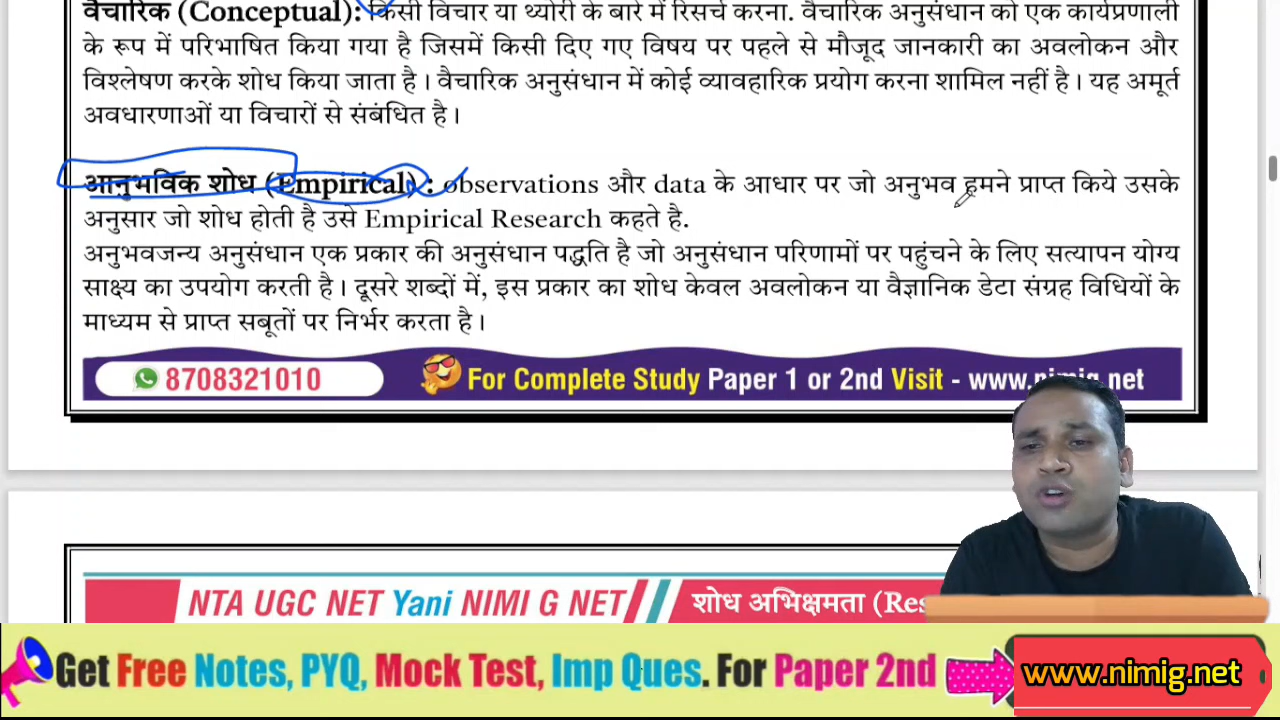 वैचारिक (Conceptual): किसी विचार या थ्योरी के बारे में रिसर्च करना. वैचारिक अनुसंधान को एक कार्यप्रणाली
के रूप में परिभाषित किया गया है जिसमें किसी दिए गए विषय पर पहले से मौजूद जानकारी का अवलोकन और
विश्लेषण करके शोध किया जाता है। वैचारिक अनुसंधान में कोई व्यावहारिक प्रयोग करना शामिल नहीं है। यह अमूर्त
अवधारणाओं या विचारों से संबंधित है।
आनुभविक शोध (Empirical) : observations और data के आधार पर जो अनुभव हमने प्राप्त किये उसके
अनुसार जो शोध होती है उसे Empirical Research कहते है.
अनुभवजन्य अनुसंधान एक प्रकार की अनुसंधान पद्धति है जो अनुसंधान परिणामों पर पहुंचने के लिए सत्यापन योग्य
साक्ष्य का उपयोग करती है। दूसरे शब्दों में, इस प्रकार का शोध केवल अवलोकन या वैज्ञानिक डेटा संग्रह विधियों के
माध्यम से प्राप्त सबूतों पर निर्भर करता है।
8708321010 For Complete Study Paper 1 or 2nd Visit - www.nimig.net
NTA UGC NET Yani NIMI G NET // शोध अभिक्षमता (Res
Get Free Notes, PYQ, Mock Test, Imp Ques. For Paper 2nd www.nimig.net